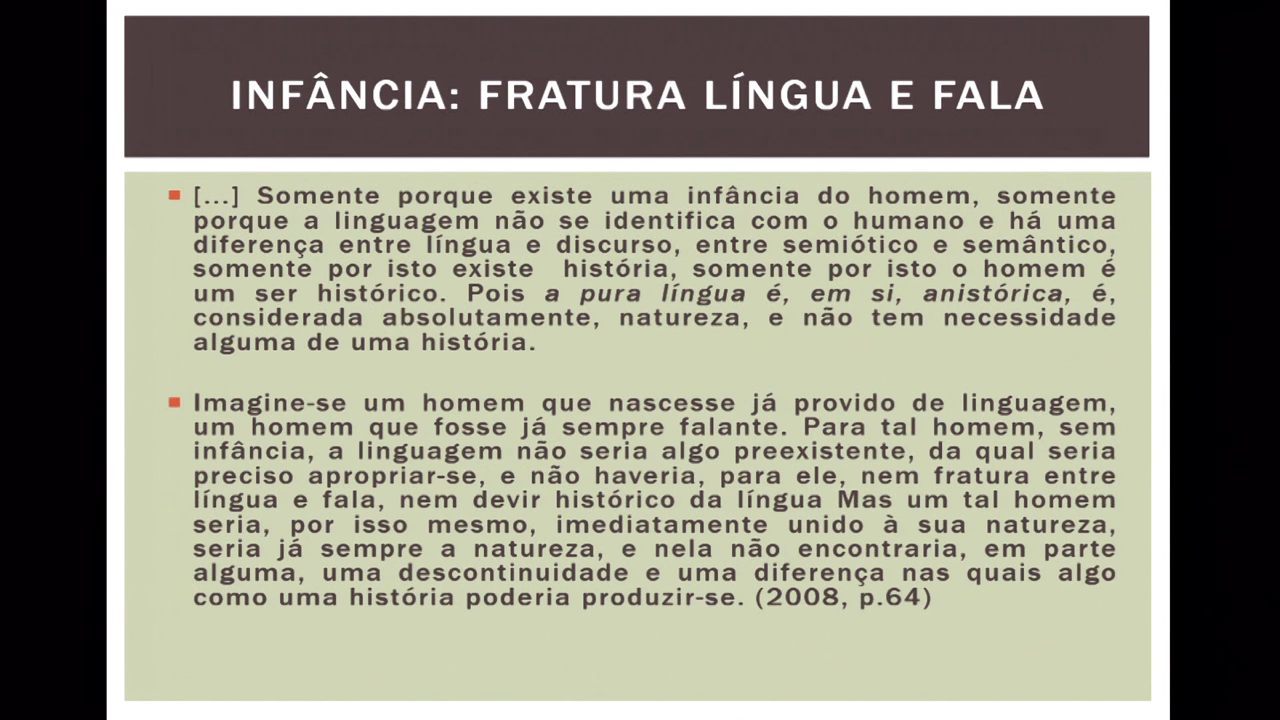 INFÂNCIA: FRATURA LÍNGUA E FALA
[...] Somente porque existe uma infância do homem, somente
porque a linguagem não se identifica com o humano e há uma
diferença entre língua e discurso, entre semiótico e semântico,
somente por isto existe história, somente por isto o homem é
um ser histórico. Pois a pura língua é, em si, anistórica, é,
considerada absolutamente, natureza, e não tem necessidade
alguma de uma história.
Imagine-se um homem que nascesse já provido de linguagem,
um homem que fosse já sempre falante. Para tal homem, sem
infância, a linguagem não seria algo preexistente, da qual seria
preciso apropriar-se, e não haveria, para ele, nem fratura entre
língua e fala, nem devir histórico da língua Mas um tal homem
seria, por isso mesmo, imediatamente unido à sua natureza,
seria já sempre a natureza, e nela não encontraria, em parte
alguma, uma descontinuidade e uma diferença nas quais algo
como uma história poderia produzir-se. (2008, p.64)